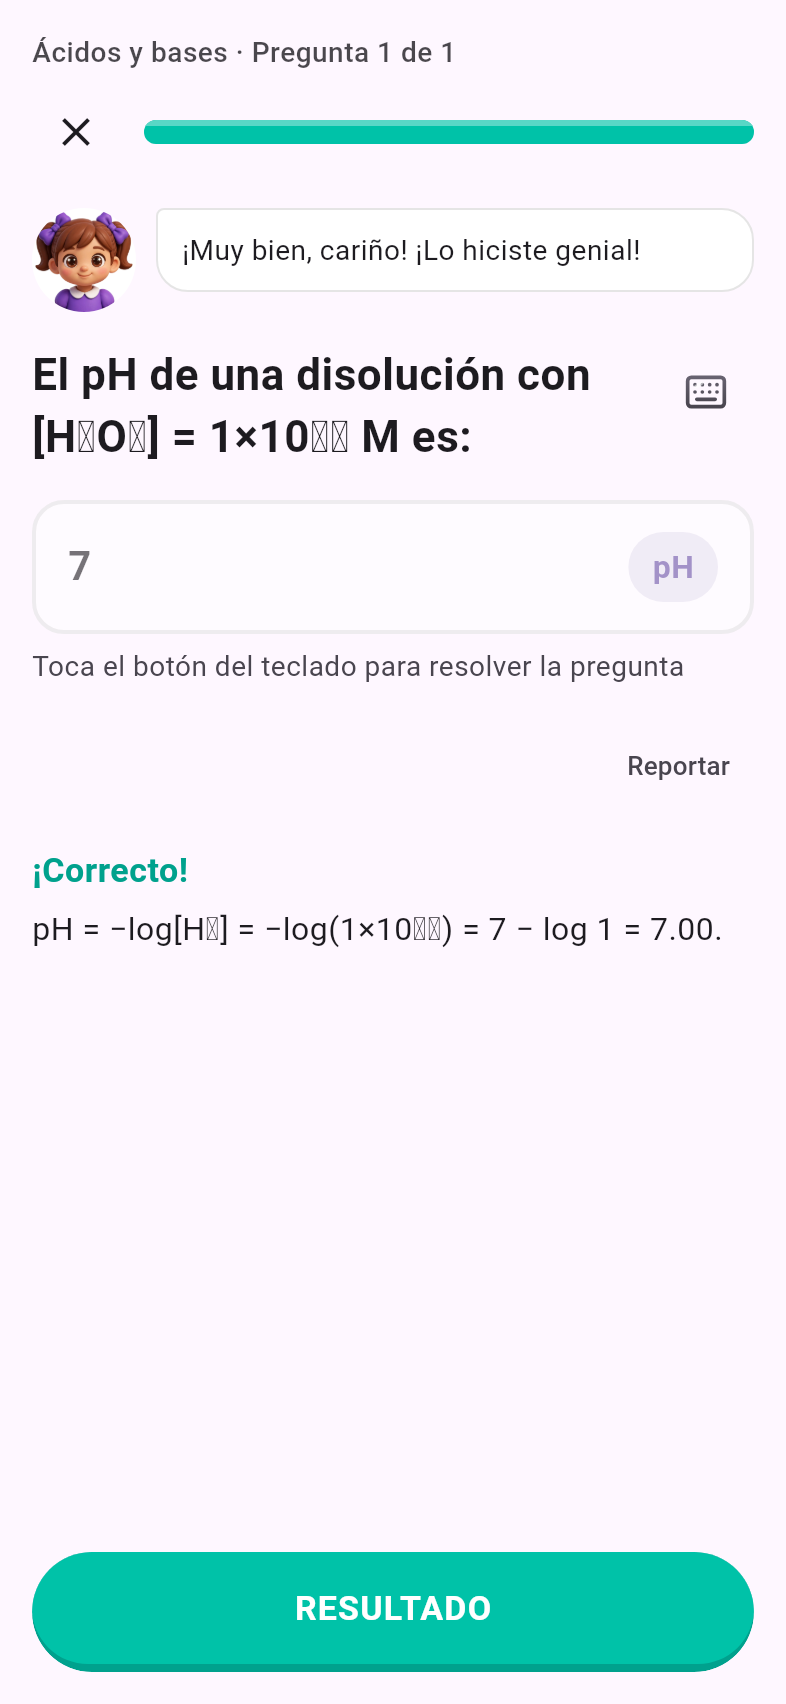 Ácidos y bases · Pregunta 1 de 1
¡Muy bien, cariño! ¡Lo hiciste genial!
El pH de una disolución con
[H▯O▯] = 1×10▯▯ M es:
7
pH
Toca el botón del teclado para resolver la pregunta
Reportar
¡Correcto!
pH = −log[H▯] = −log(1×10▯▯) = 7 − log 1 = 7.00.
RESULTADO